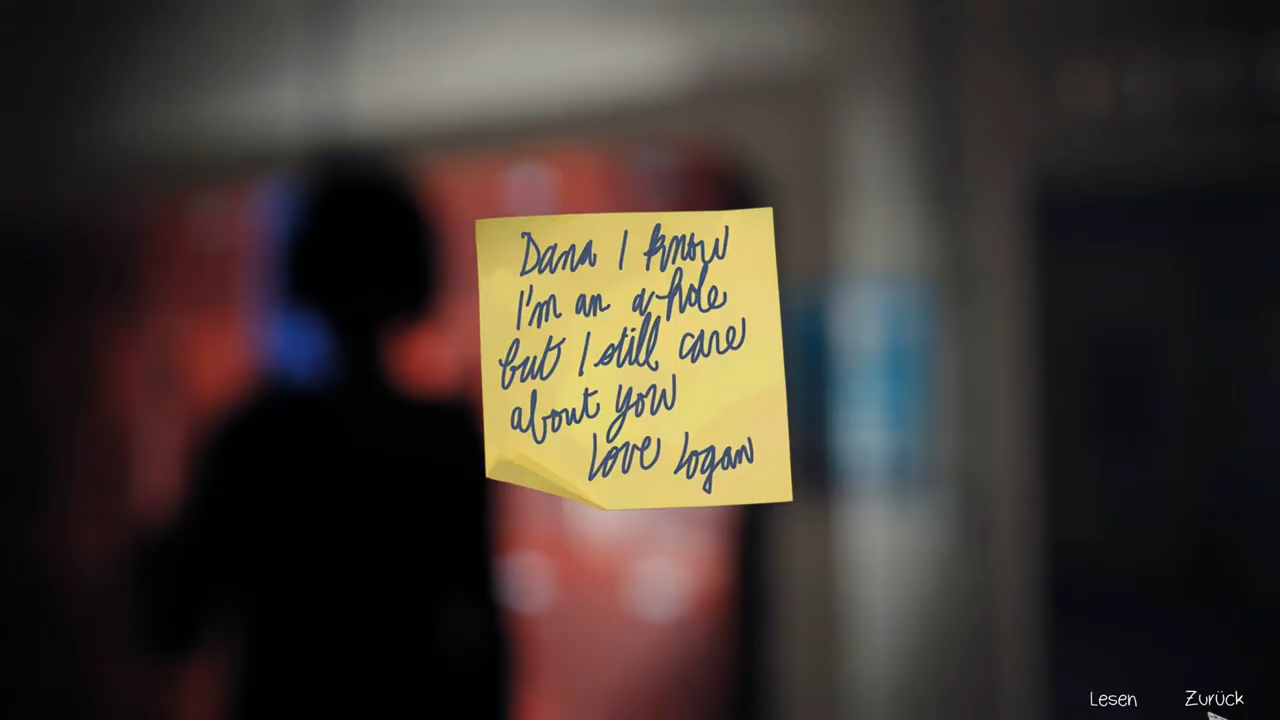 Dana I know
I'm an a-hole
but I still care
about you
Love Logan
Lesen
Zurück